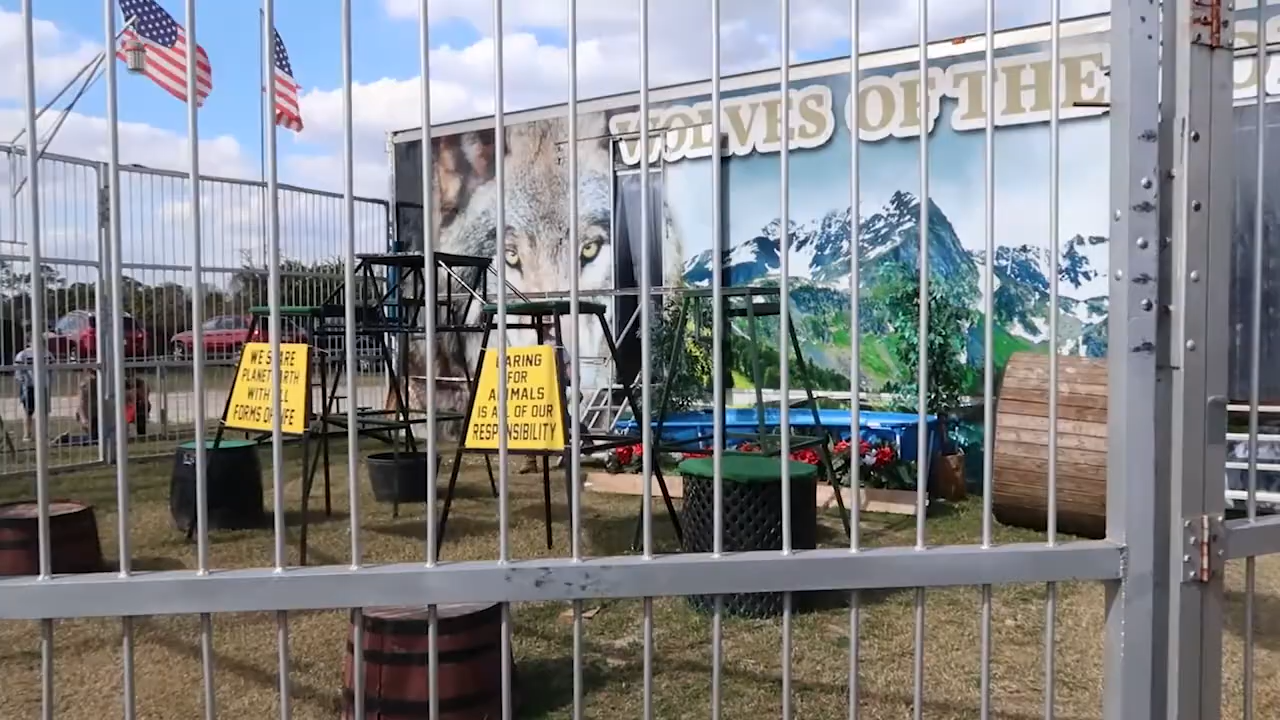 WOLVES OF THE
WE SHARE
PLANET EARTH
WITH ALL
FORMS OF LIFE
CARING
FOR
ANIMALS
IS ALL OF OUR
RESPONSIBILITY